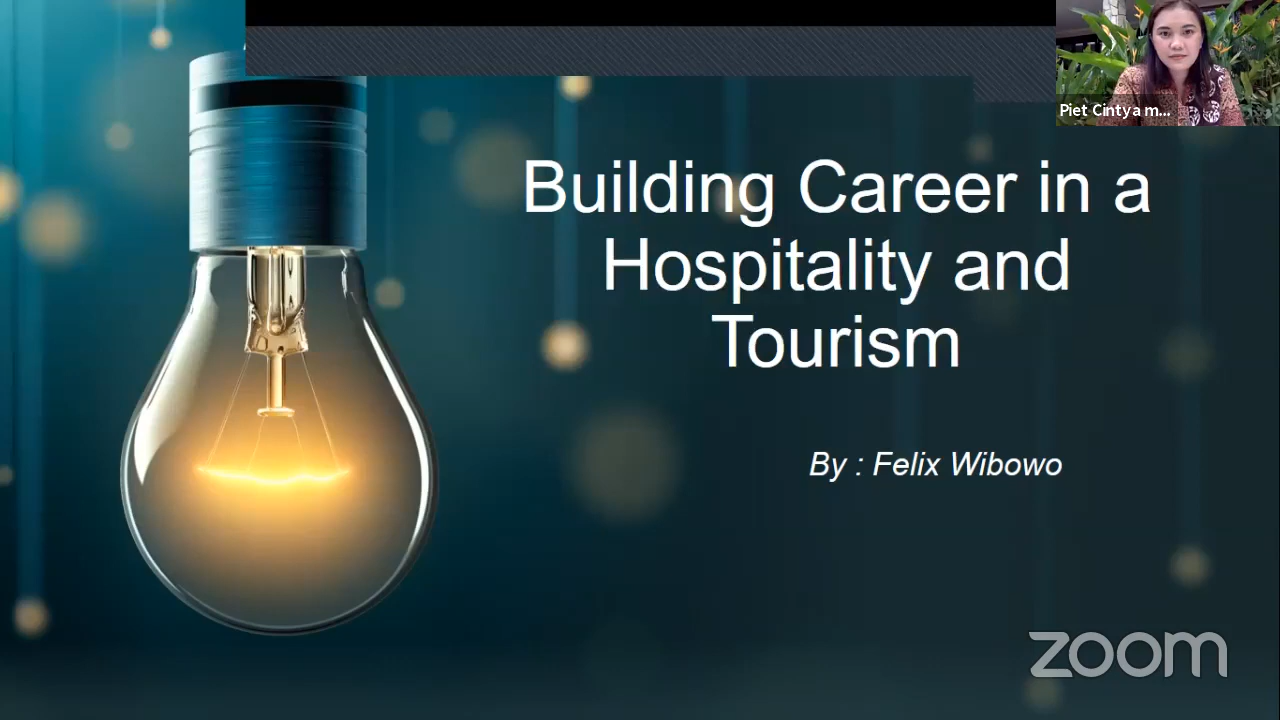 Piet Cintya m...
Building Career in a
Hospitality and
Tourism
By : Felix Wibowo
zoom